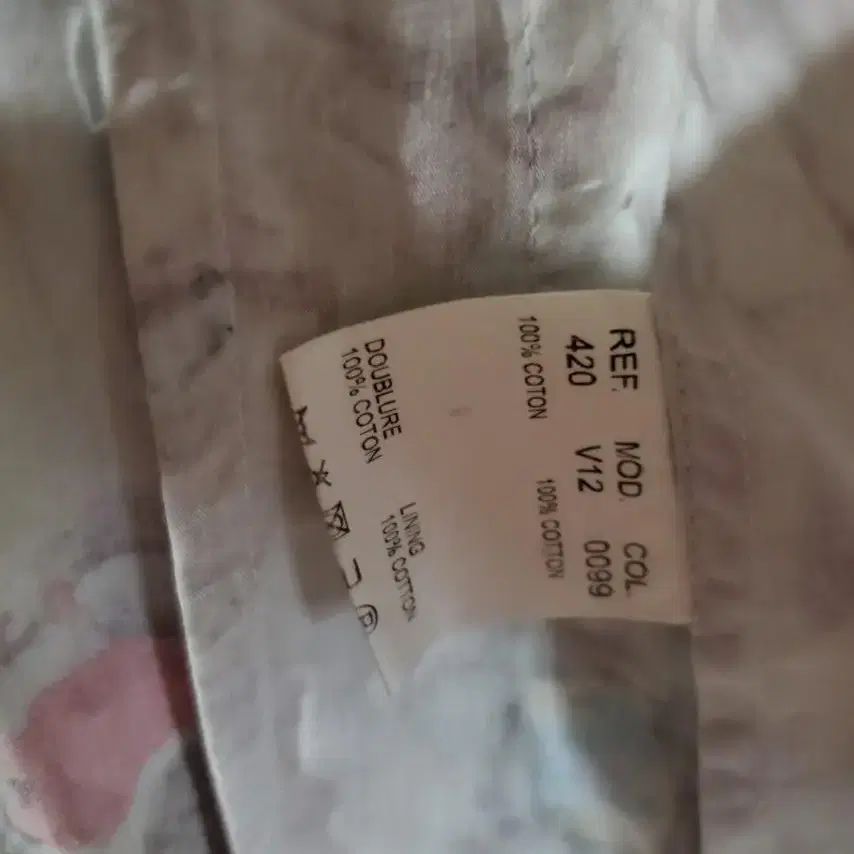 REF. MOD. COL.
420 V12 0099
100% COTON 100% COTTON
DOUBLURE LINING
100% COTON 100% COTTON